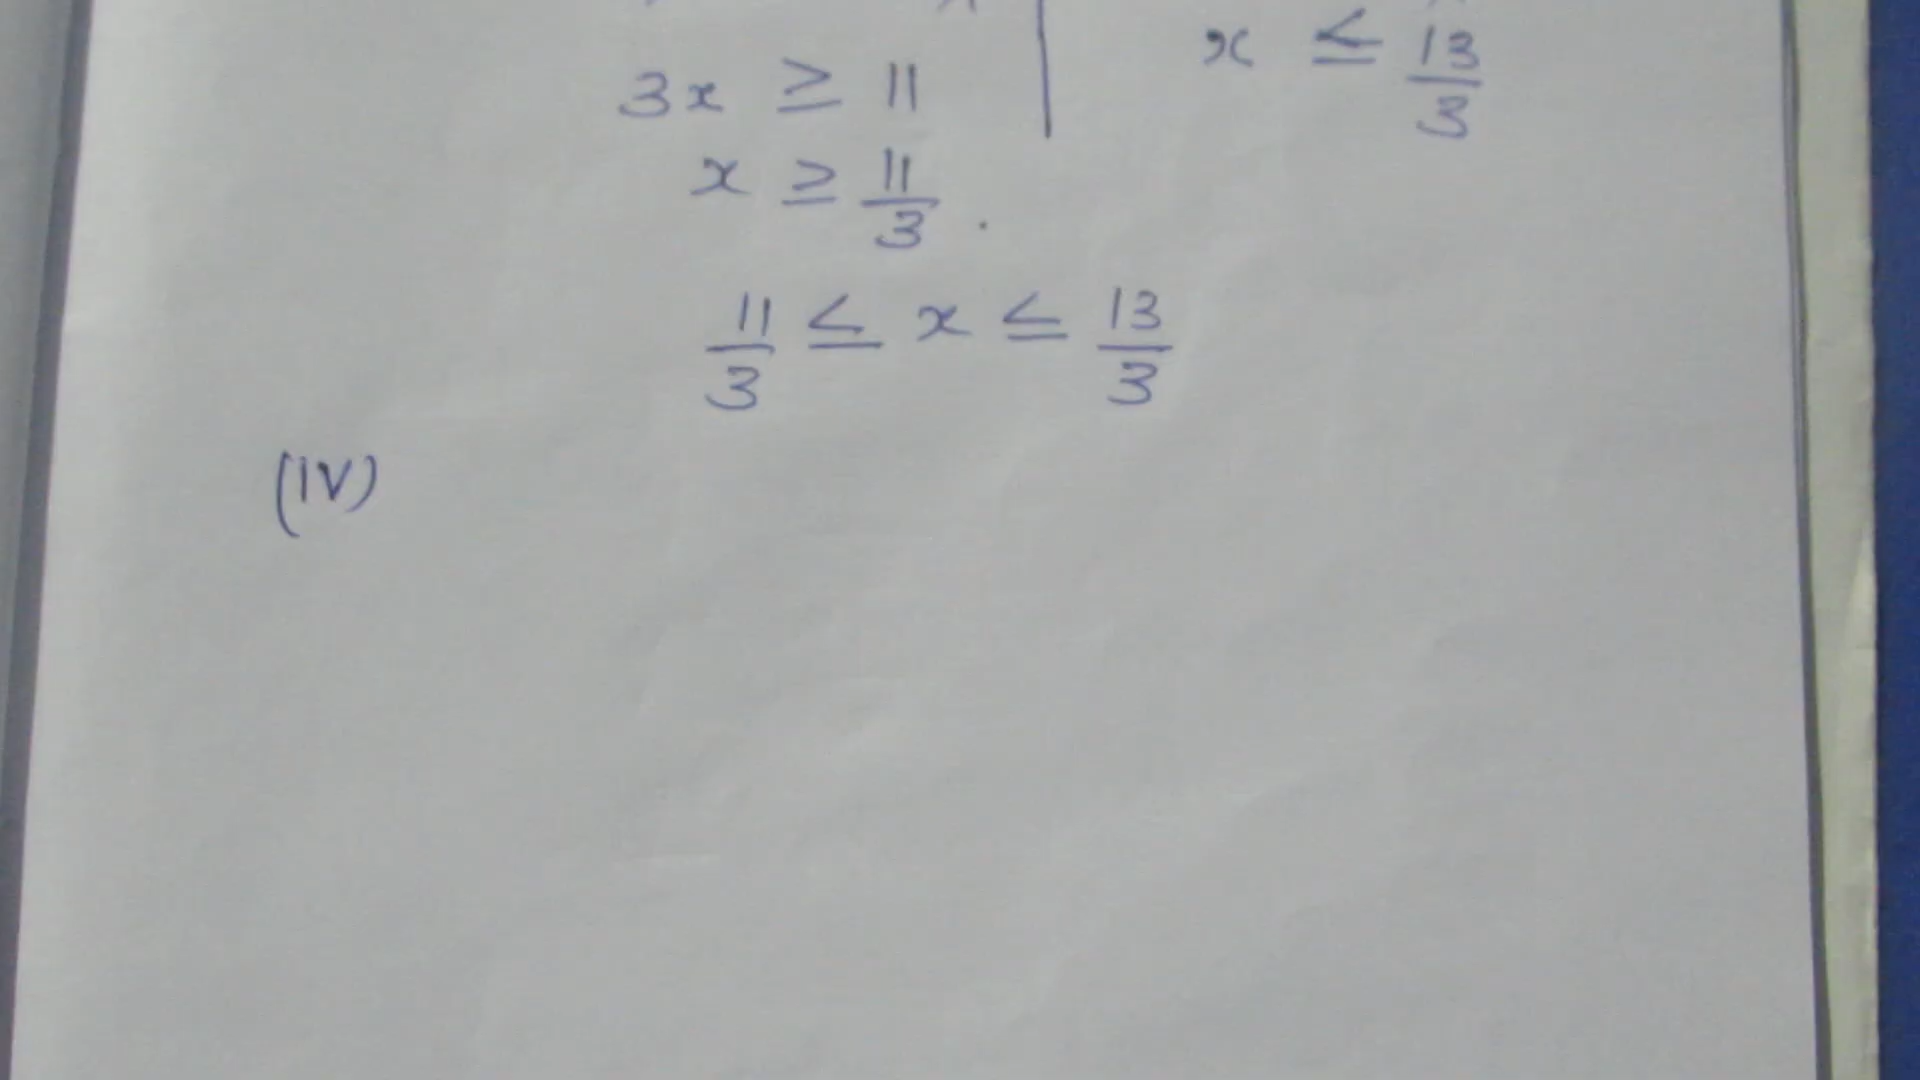 3x ≥ 11
x ≥ 11/3 .
x ≤ 13/3
11/3 ≤ x ≤ 13/3
(IV)